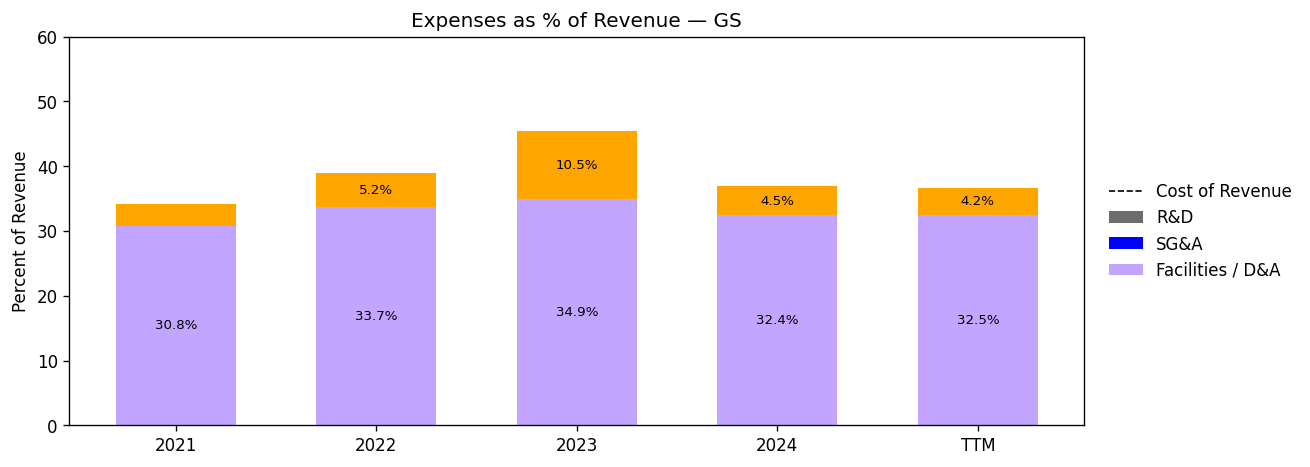 Expenses as % of Revenue — GS
Percent of Revenue
60
50
40
30
20
10
0
5.2%
10.5%
4.5%
4.2%
30.8%
33.7%
34.9%
32.4%
32.5%
2021
2022
2023
2024
TTM
Cost of Revenue
R&D
SG&A
Facilities / D&A